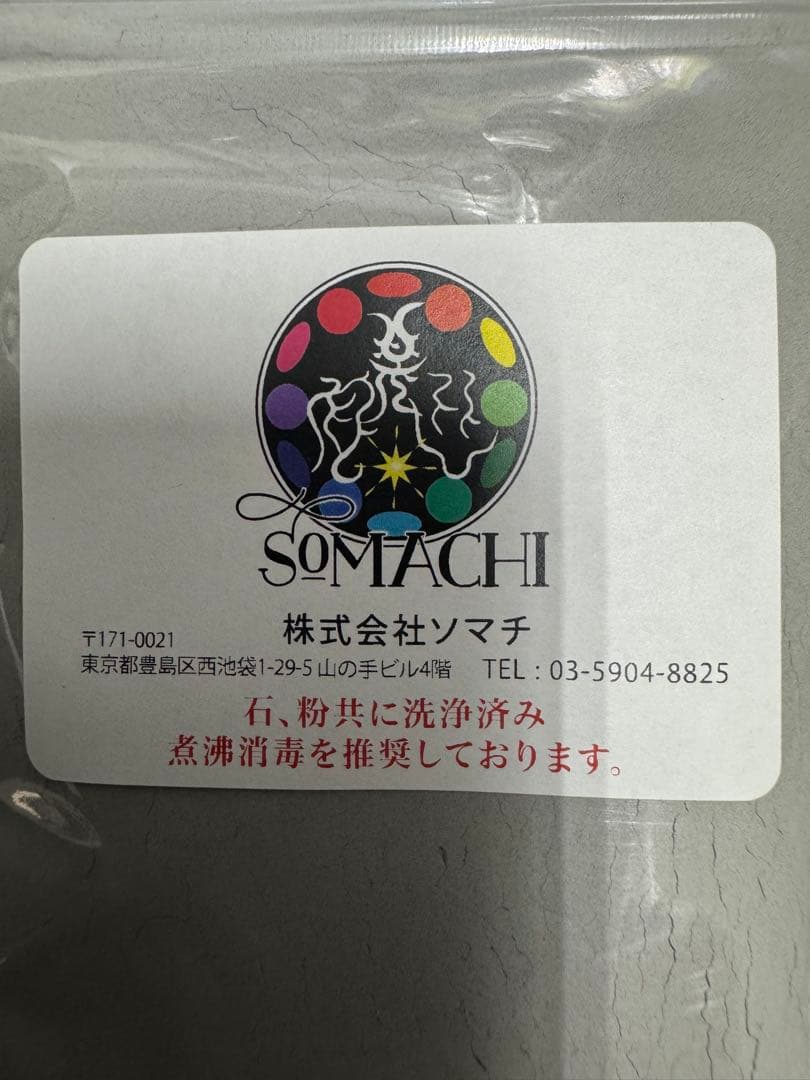 SOMACHI
株式会社ソマチ
〒171-0021
東京都豊島区西池袋1-29-5 山の手ビル4階 TEL : 03-5904-8825
石、粉共に洗浄済み
煮沸消毒を推奨しております。